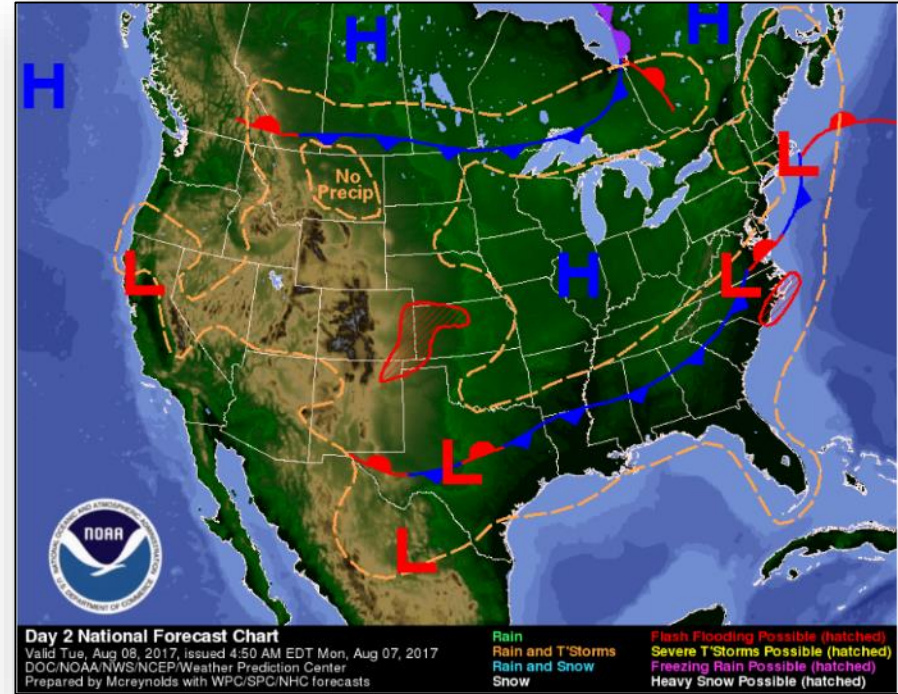 H
H
H
No
Precip
L
H
L
L
L
L
NATIONAL OCEANIC AND ATMOSPHERIC ADMINISTRATION
NOAA
U.S. DEPARTMENT OF COMMERCE
Day 2 National Forecast Chart
Valid Tue, Aug 08, 2017, issued 4:50 AM EDT Mon, Aug 07, 2017
DOC/NOAA/NWS/NCEP/Weather Prediction Center
Prepared by Mcreynolds with WPC/SPC/NHC forecasts
Rain
Rain and T'Storms
Rain and Snow
Snow
Flash Flooding Possible (hatched)
Severe T'Storms Possible (hatched)
Freezing Rain Possible (hatched)
Heavy Snow Possible (hatched)